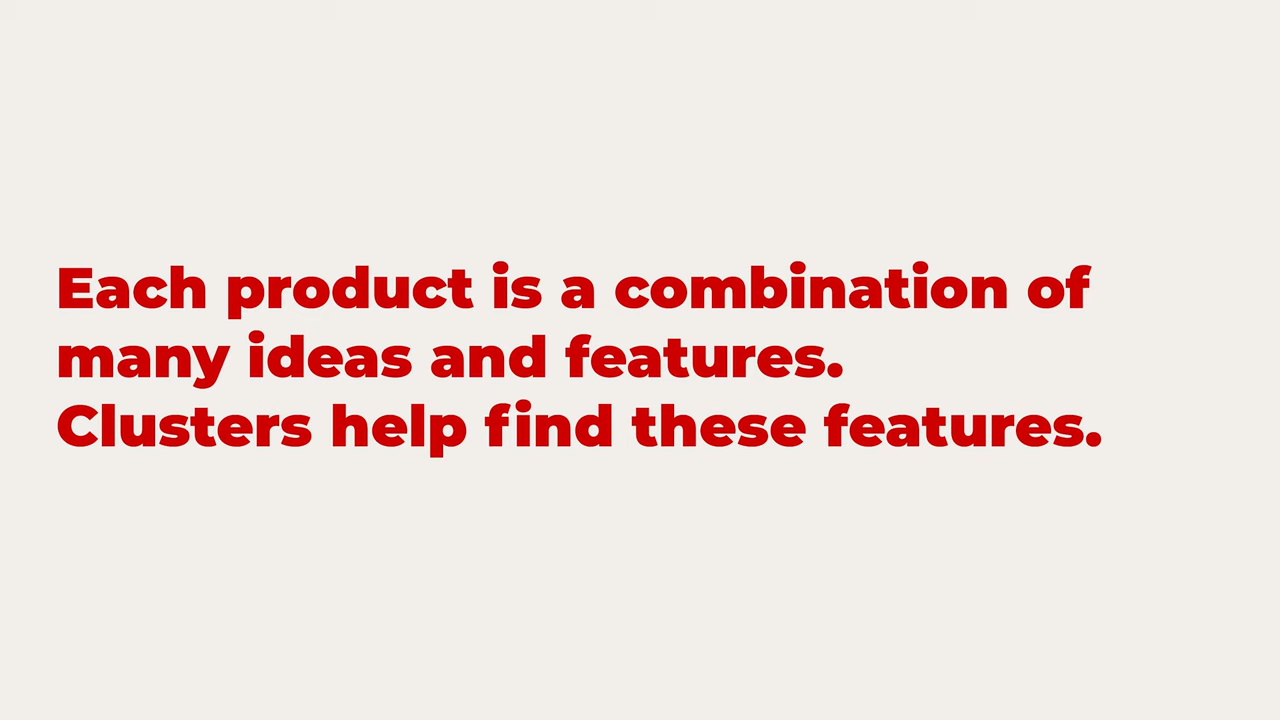 Each product is a combination of
many ideas and features.
Clusters help find these features.